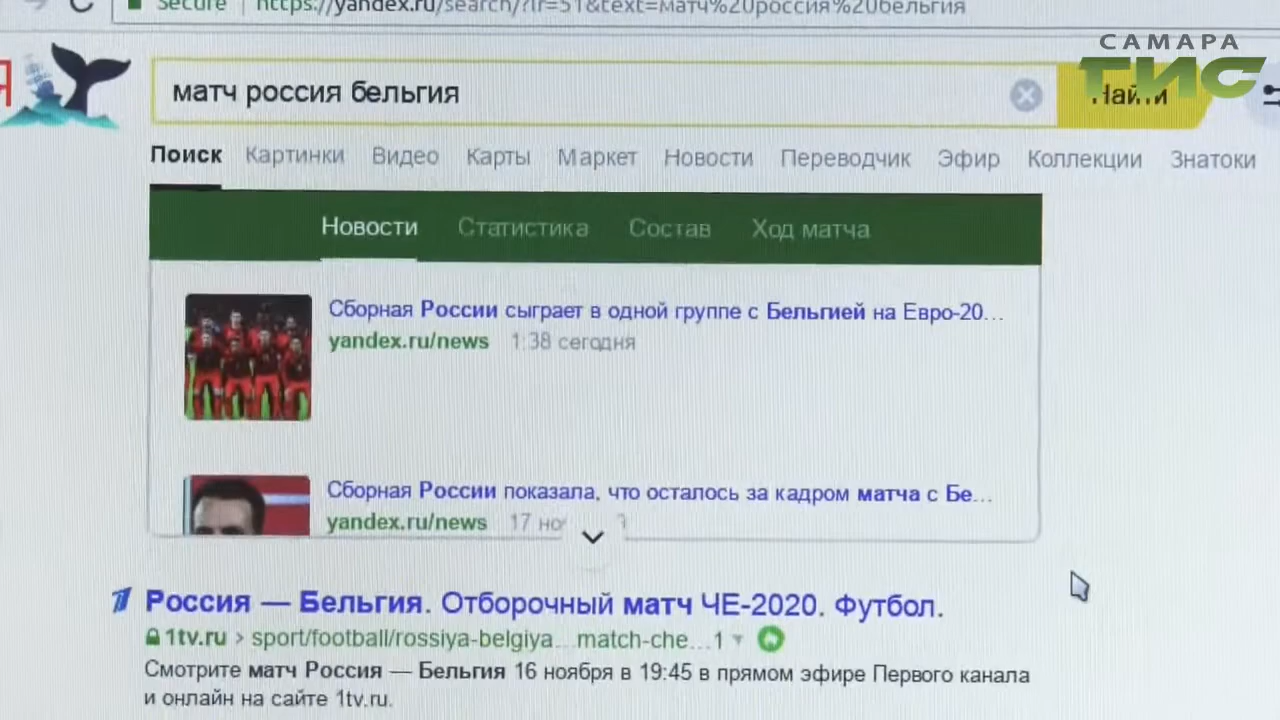 Secure https://yandex.ru/search/?lr=51&text=матч%20россия%20бельгия
САМАРА
ГИС
Я
матч россия бельгия
Найти
Поиск Картинки Видео Карты Маркет Новости Переводчик Эфир Коллекции Знатоки
Новости Статистика Состав Ход матча
Сборная России сыграет в одной группе с Бельгией на Евро-20...
yandex.ru/news 1:38 сегодня
Сборная России показала, что осталось за кадром матча с Бе...
yandex.ru/news 17
Россия — Бельгия. Отборочный матч ЧЕ-2020. Футбол.
1tv.ru › sport/football/rossiya-belgiya...match-che...1
Смотрите матч Россия — Бельгия 16 ноября в 19:45 в прямом эфире Первого канала
и онлайн на сайте 1tv.ru.